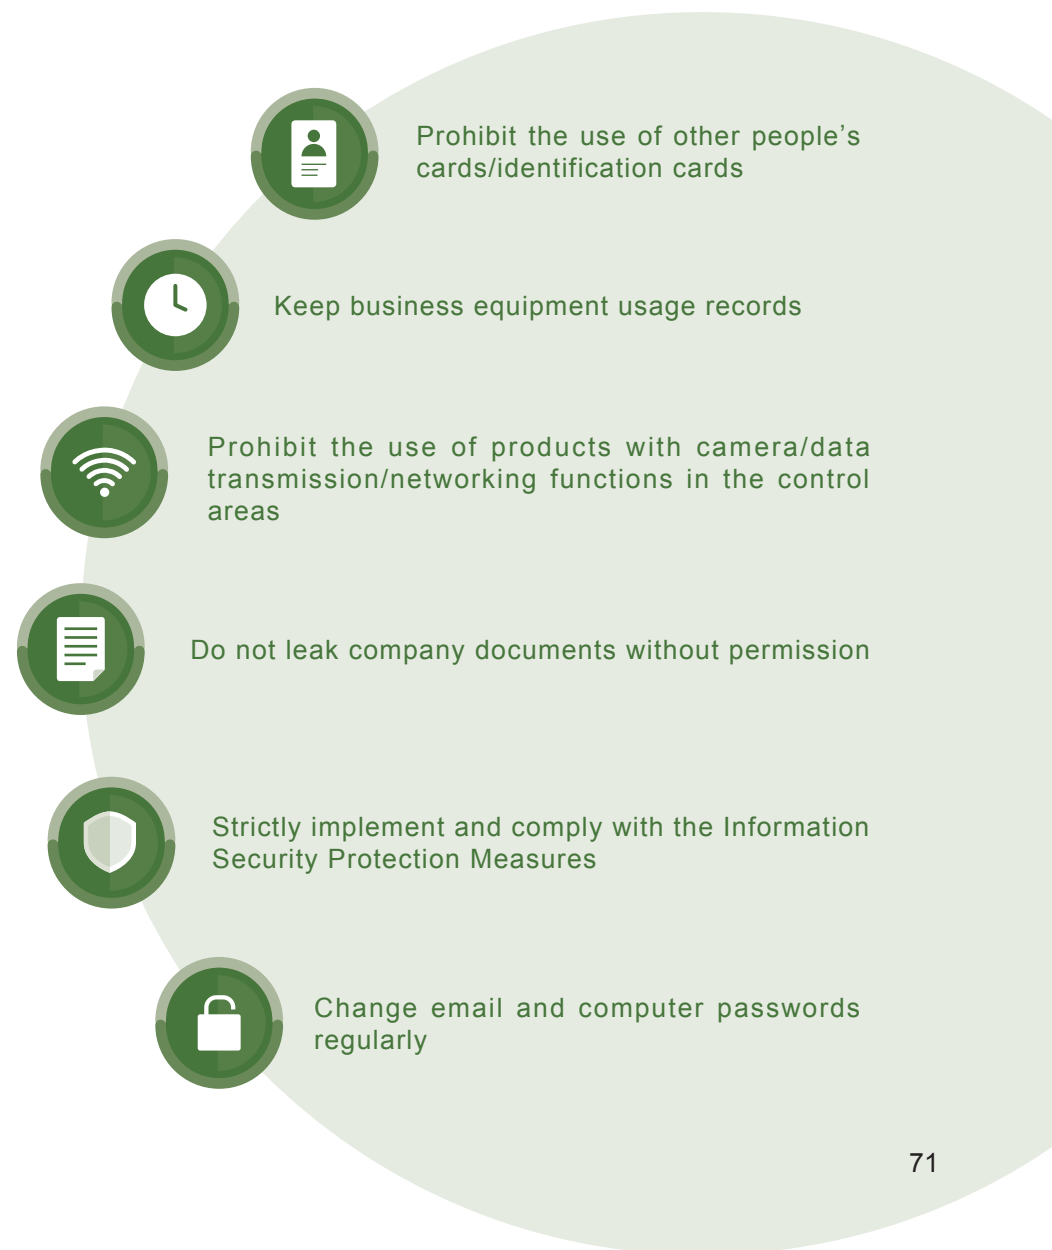 Prohibit the use of other people’s
cards/identification cards
Keep business equipment usage records
Prohibit the use of products with camera/data
transmission/networking functions in the control
areas
Do not leak company documents without permission
Strictly implement and comply with the Information
Security Protection Measures
Change email and computer passwords
regularly
71